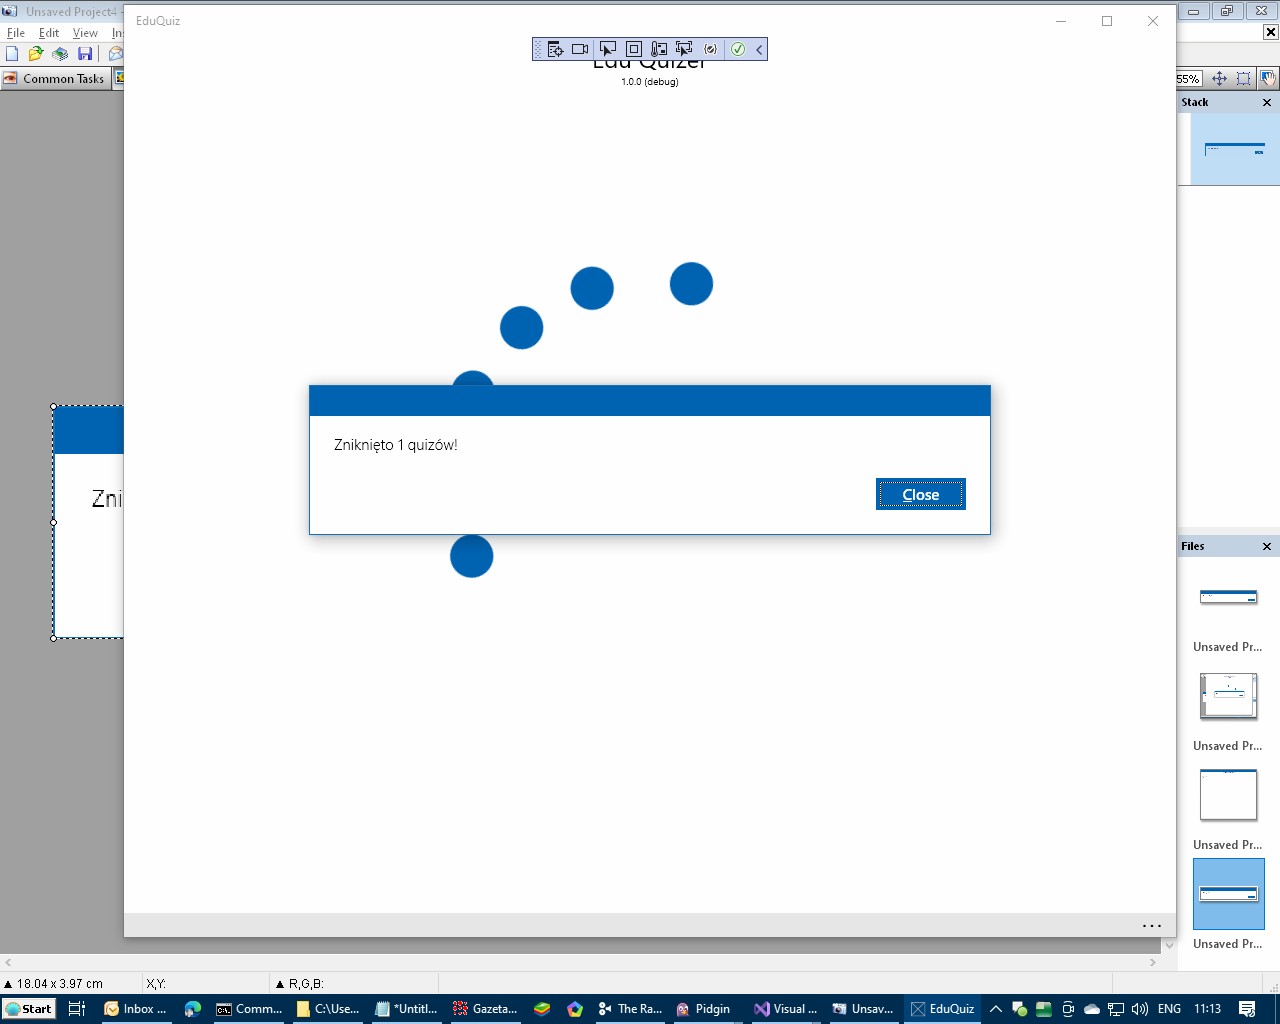 Unsaved Project4 -
EduQuiz
File Edit View
Common Tasks
Edu Quizer
1.0.0 (debug)
55%
Stack
Zniknięto 1 quizów!
Close
Zni
Files
Unsaved Pr...
Unsaved Pr...
Unsaved Pr...
Unsaved Pr...
...
▲ 18.04 x 3.97 cm X,Y: ▲ R,G,B:
Start Inbox ... Comm... C:\Use... *Untitl... Gazeta... The Ra... Pidgin Visual ... Unsav... EduQuiz ENG 11:13